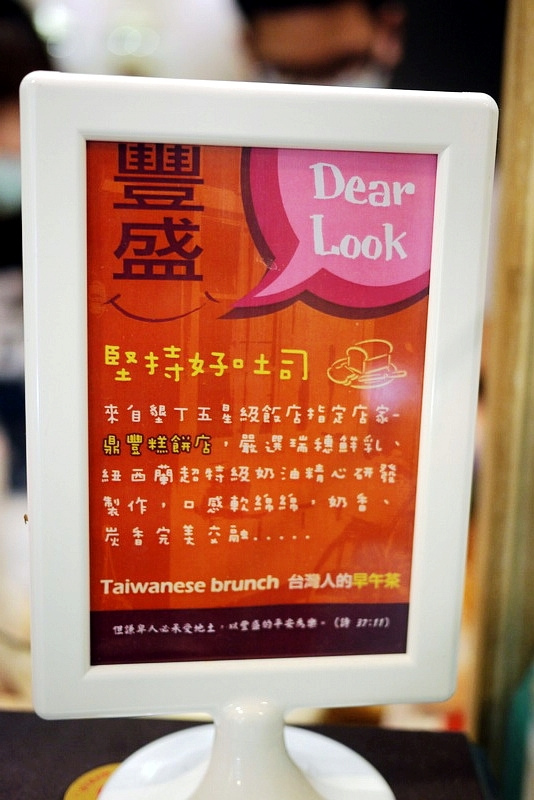 豐盛
Dear
Look
堅持好吐司
來自墾丁五星級飯店指定店家-
鼎豐糕餅店，嚴選瑞穗鮮乳、
紐西蘭超特級奶油精心研發
製作，口感軟綿綿，奶香、
炭香完美交融.....
Taiwanese brunch 台灣人的早午茶
但謙卑人必承受地土，以豐盛的平安為樂。(詩 37:11)